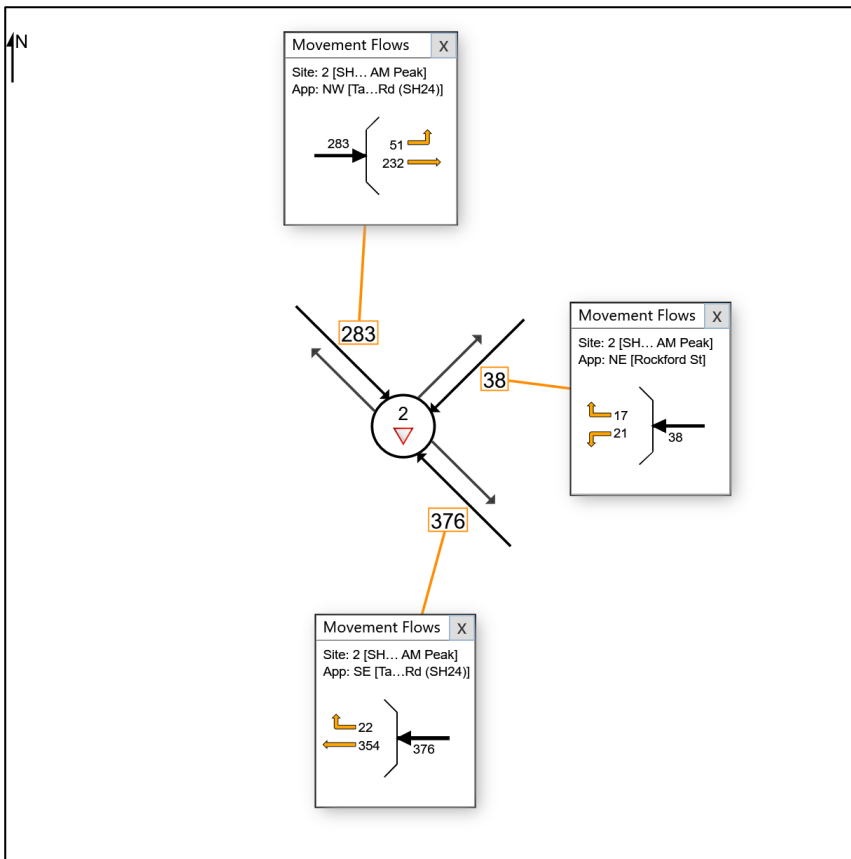 N
Movement Flows X
Site: 2 [SH... AM Peak]
App: NW [Ta...Rd (SH24)]
283
51
232
283
Movement Flows X
Site: 2 [SH... AM Peak]
App: NE [Rockford St]
17
21
38
38
2
376
Movement Flows X
Site: 2 [SH... AM Peak]
App: SE [Ta...Rd (SH24)]
22
354
376